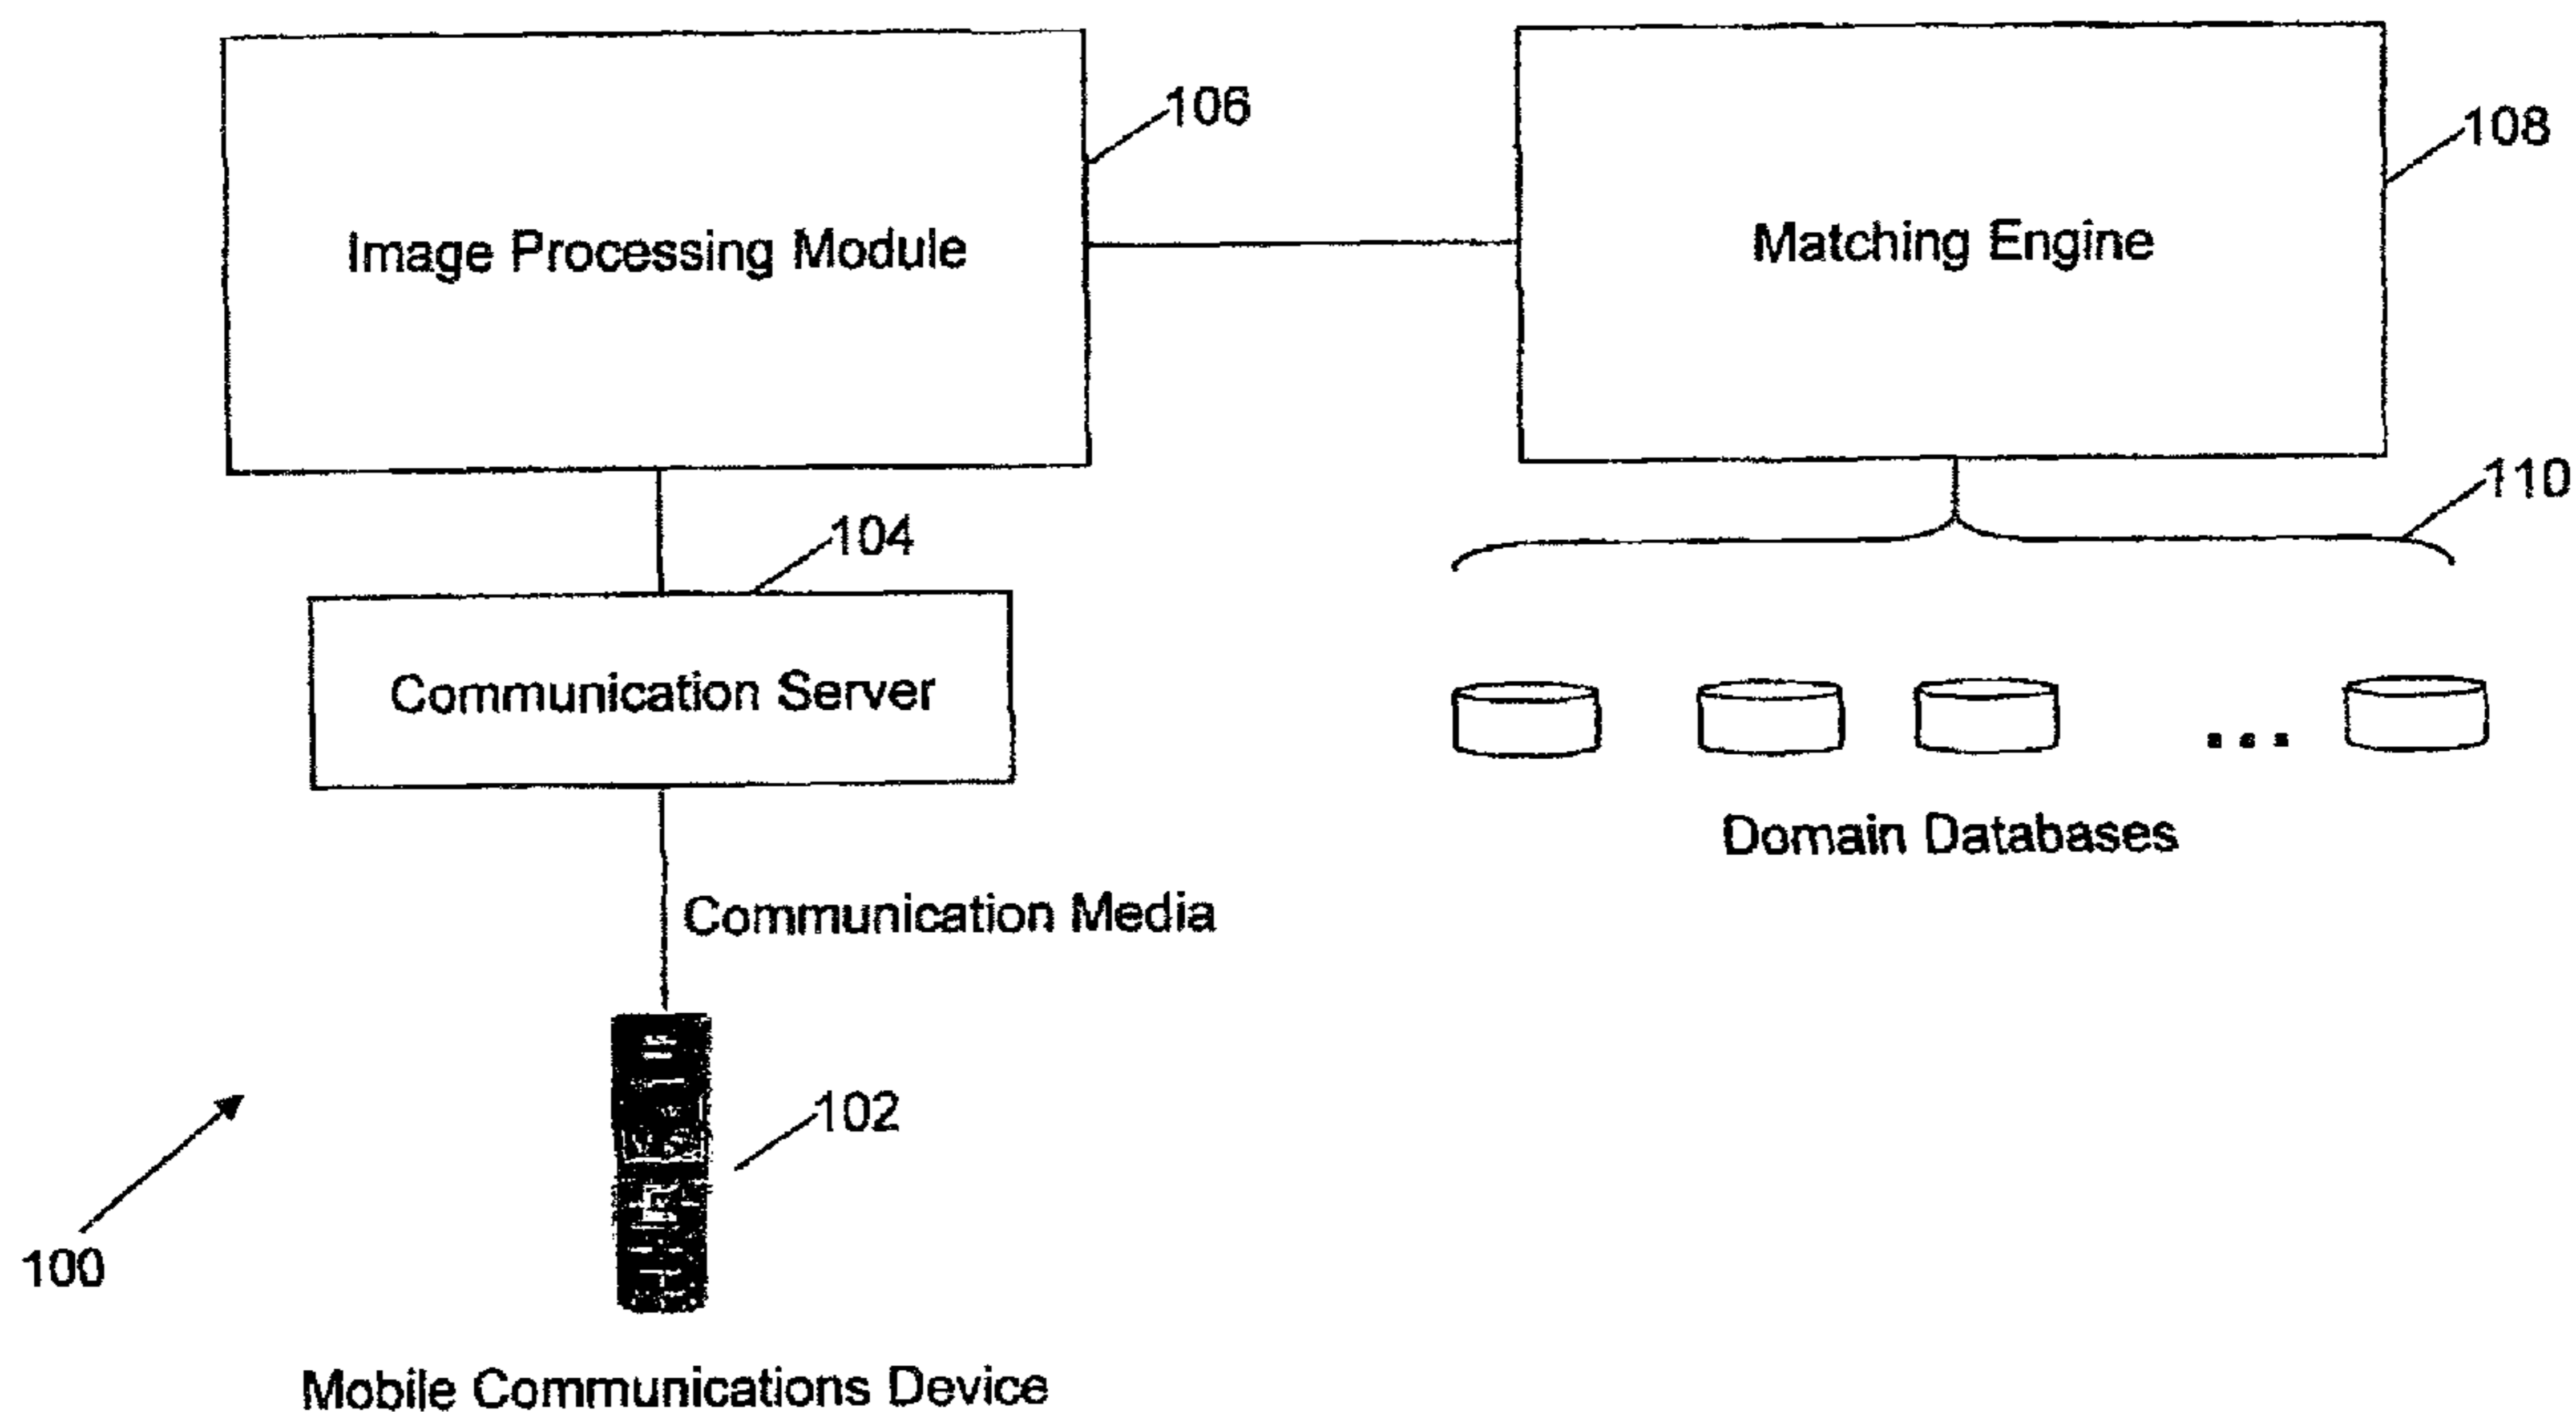 106
108
Image Processing Module
Matching Engine
110
104
Communication Server
Domain Databases
Communication Media
102
100
Mobile Communications Device